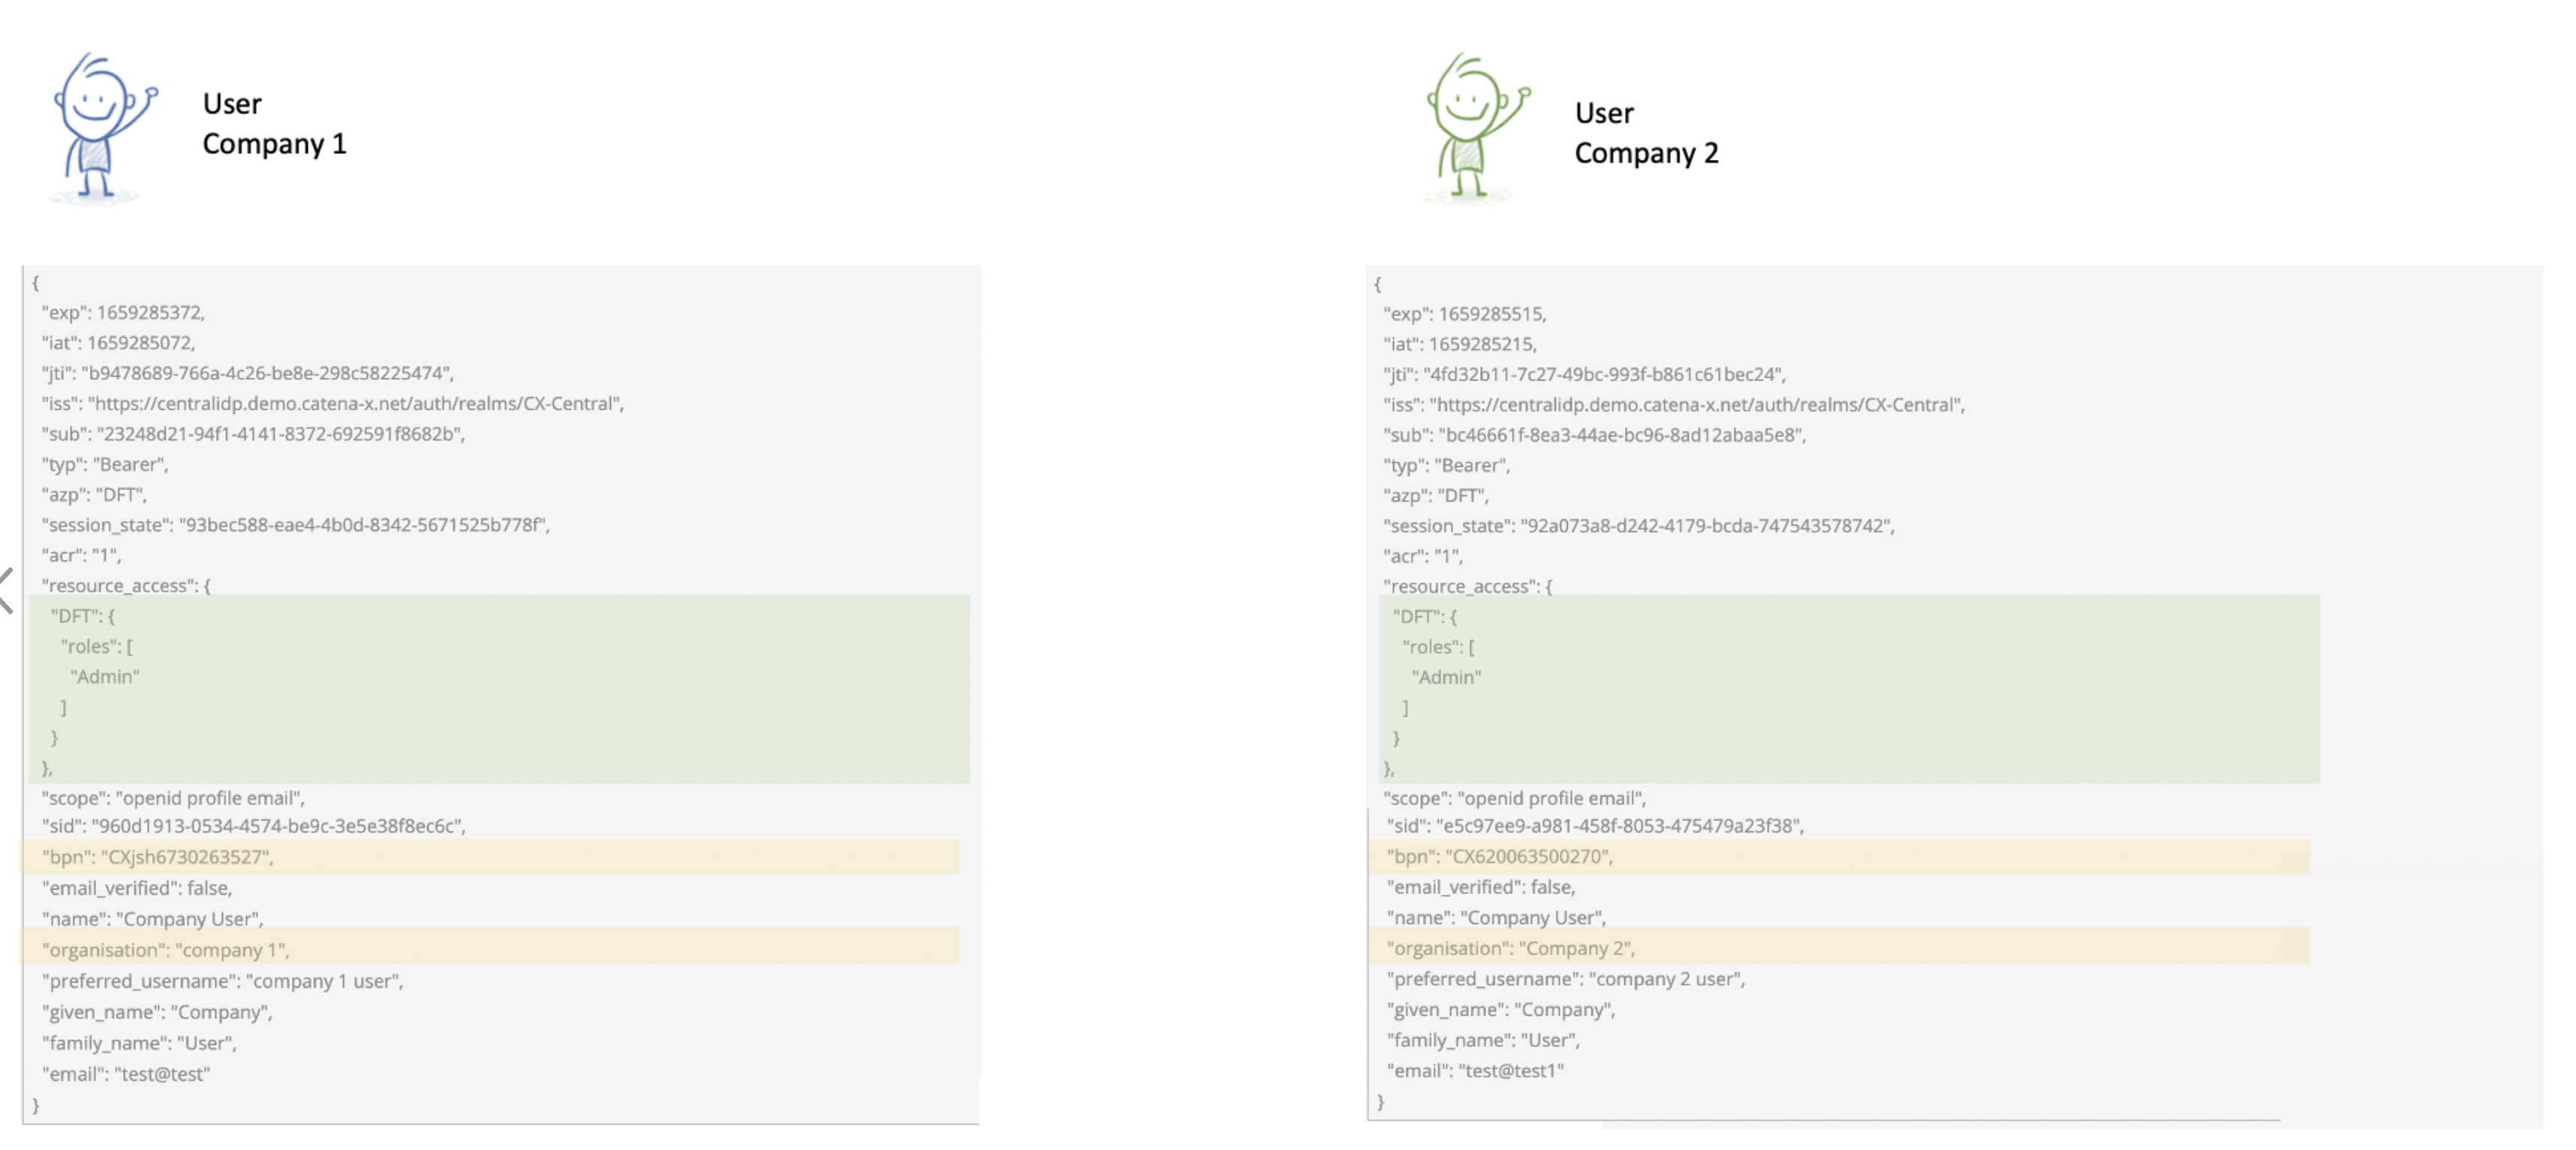 User
Company 1
{
"exp": 1659285372,
"iat": 1659285072,
"jti": "b9478689-766a-4c26-be8e-298c58225474",
"iss": "https://centralidp.demo.catena-x.net/auth/realms/CX-Central",
"sub": "23248d21-94f1-4141-8372-692591f8682b",
"typ": "Bearer",
"azp": "DFT",
"session_state": "93bec588-eae4-4b0d-8342-5671525b778f",
"acr": "1",
"resource_access": {
"DFT": {
"roles": [
"Admin"
]
}
},
"scope": "openid profile email",
"sid": "960d1913-0534-4574-be9c-3e5e38f8ec6c",
"bpn": "CXjsh6730263527",
"email_verified": false,
"name": "Company User",
"organisation": "company 1",
"preferred_username": "company 1 user",
"given_name": "Company",
"family_name": "User",
"email": "test@test"
}
User
Company 2
{
"exp": 1659285515,
"iat": 1659285215,
"jti": "4fd32b11-7c27-49bc-993f-b861c61bec24",
"iss": "https://centralidp.demo.catena-x.net/auth/realms/CX-Central",
"sub": "bc46661f-8ea3-44ae-bc96-8ad12abaa5e8",
"typ": "Bearer",
"azp": "DFT",
"session_state": "92a073a8-d242-4179-bcda-747543578742",
"acr": "1",
"resource_access": {
"DFT": {
"roles": [
"Admin"
]
}
},
"scope": "openid profile email",
"sid": "e5c97ee9-a981-458f-8053-475479a23f38",
"bpn": "CX620063500270",
"email_verified": false,
"name": "Company User",
"organisation": "Company 2",
"preferred_username": "company 2 user",
"given_name": "Company",
"family_name": "User",
"email": "test@test1"
}